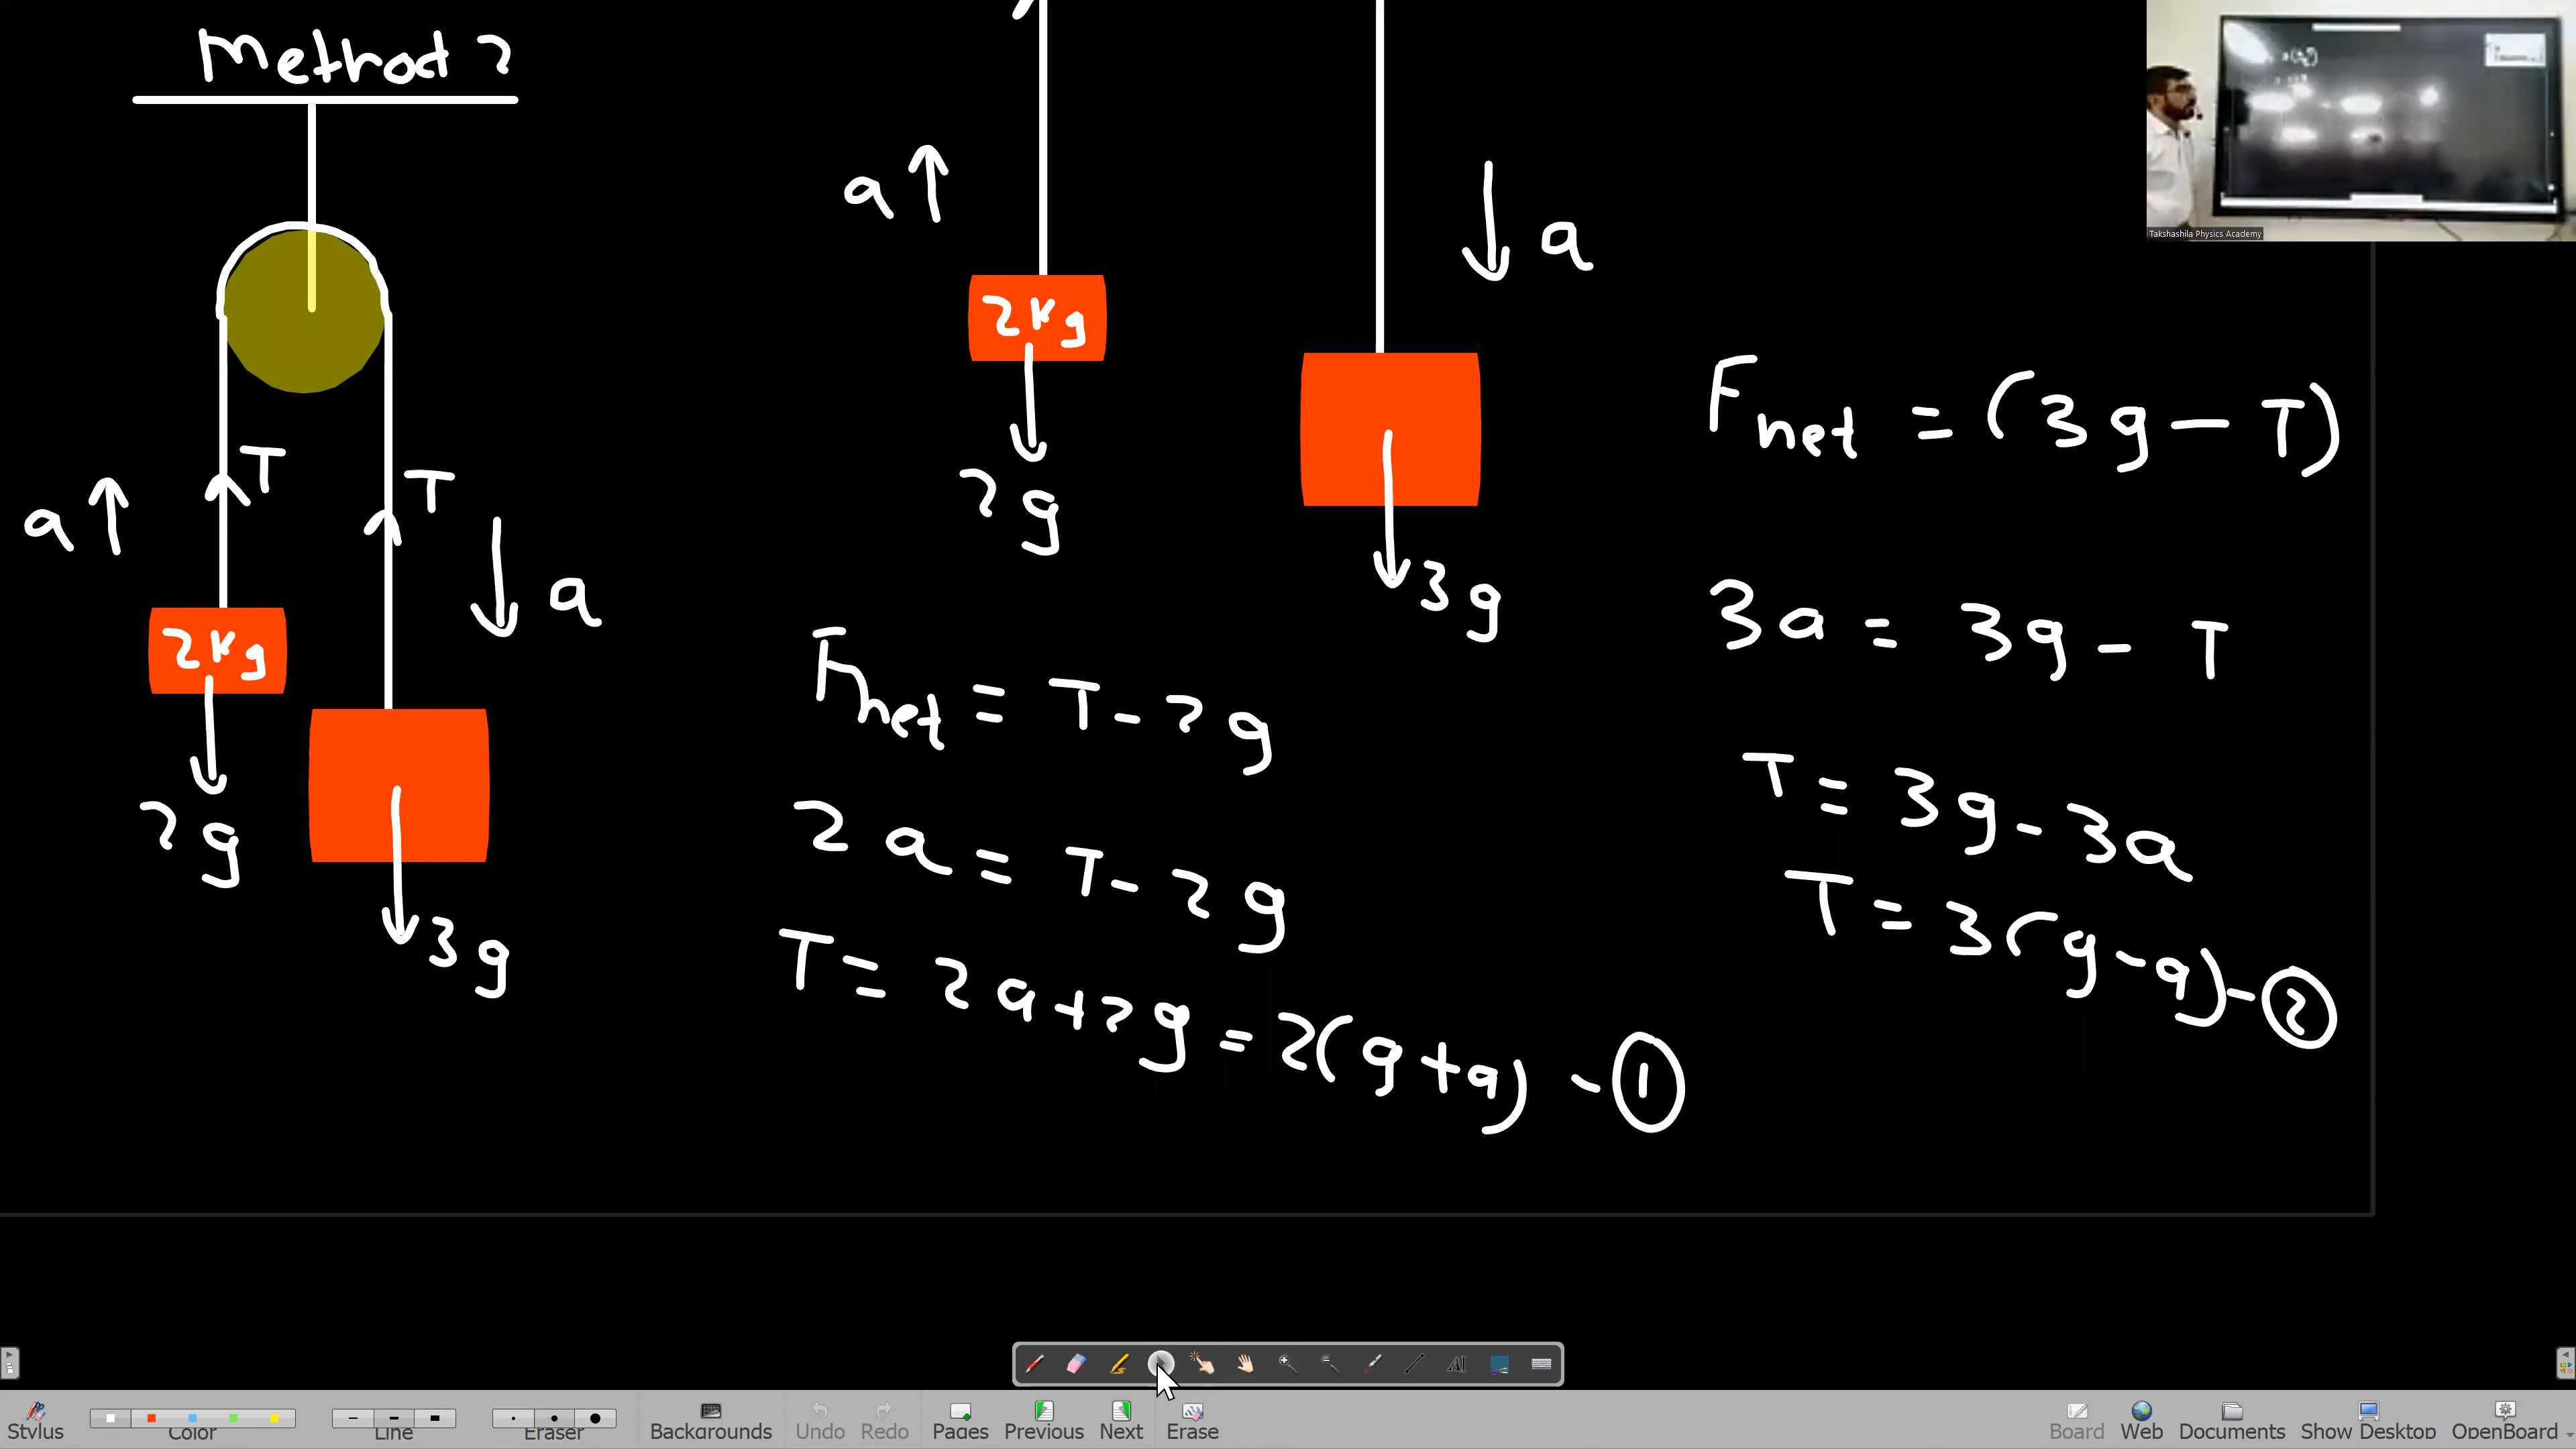 Method 2
T
T
a
a
2kg
2g
3g
a
a
2kg
2g
3g
Fnet = T - 2g
2a = T - 2g
T = 2a + 2g = 2(g + a) - ①
Fnet = (3g - T)
3a = 3g - T
T = 3g - 3a
T = 3(g - a) - ②
Takshashila Physics Academy
Stylus
Color
Line
Eraser
Backgrounds
Undo
Redo
Pages
Previous
Next
Erase
Board
Web
Documents
Show Desktop
OpenBoard